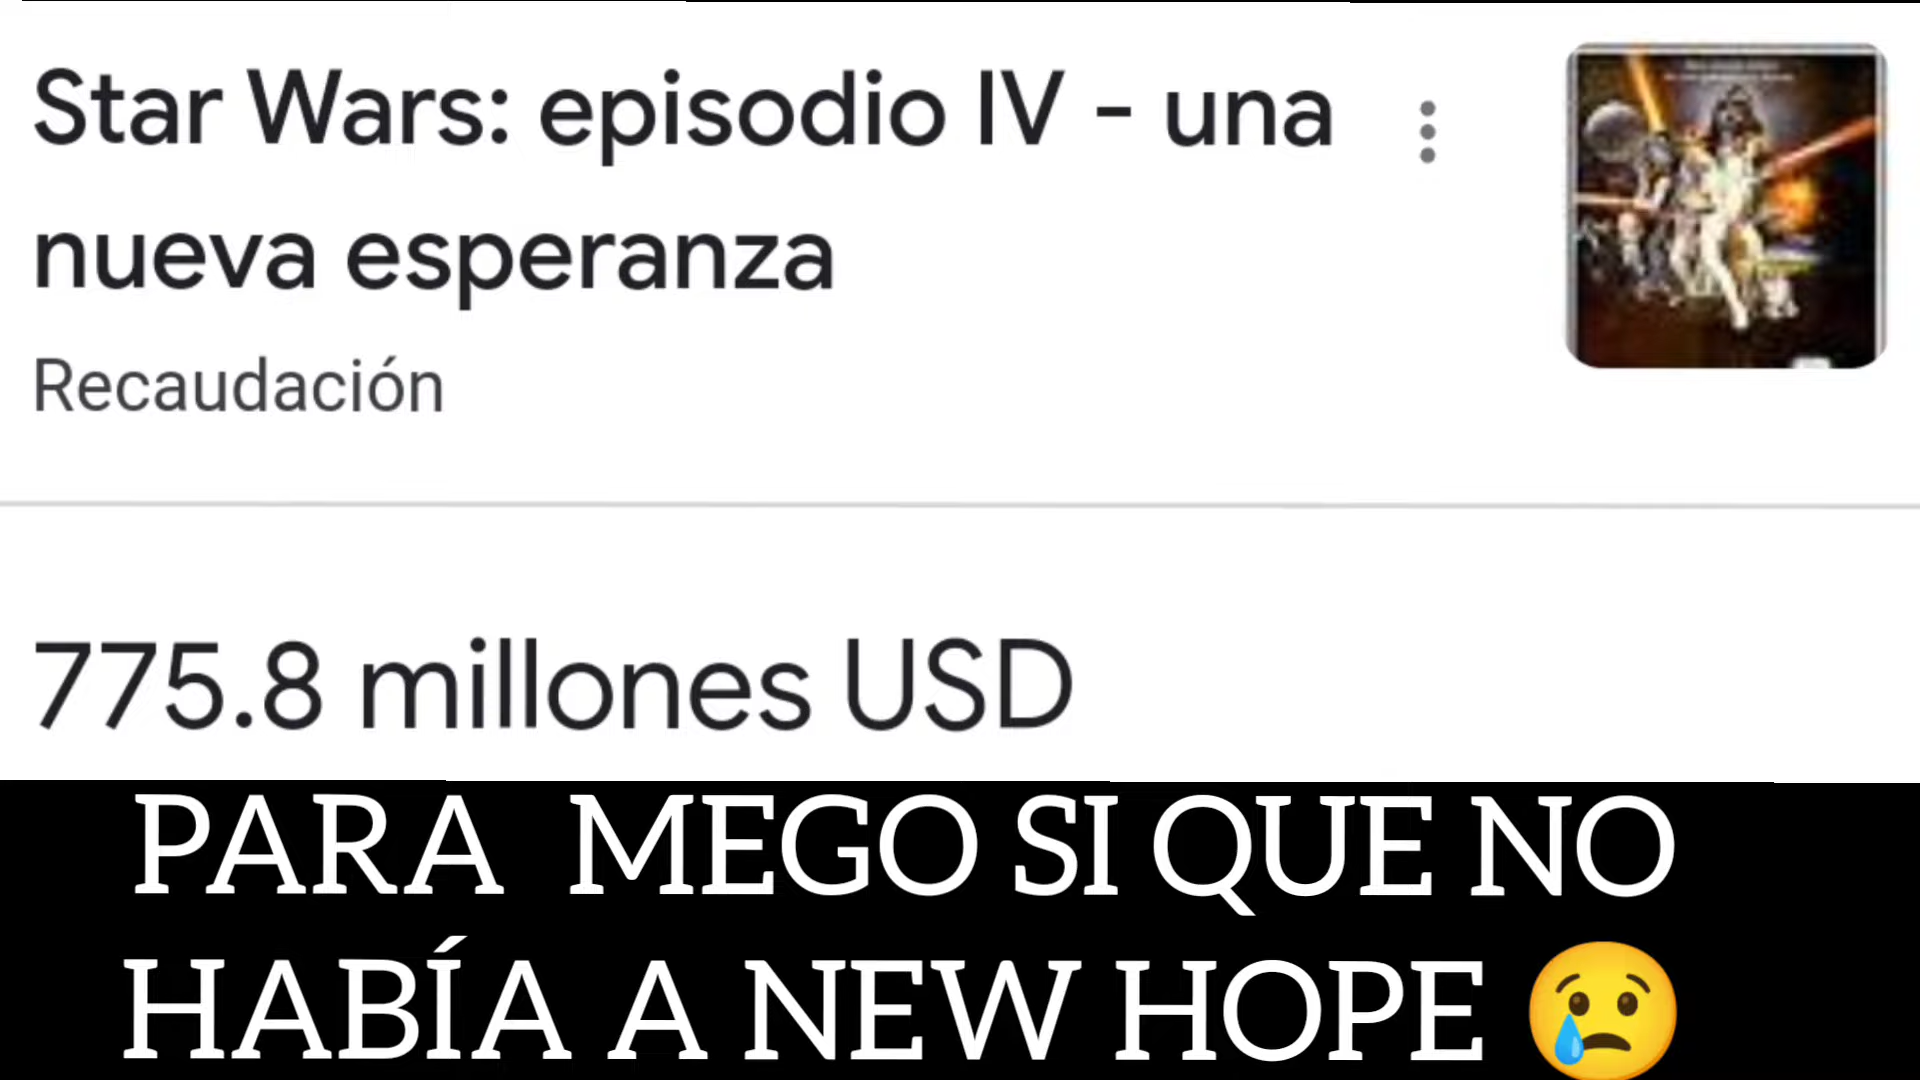 Star Wars: episodio IV - una
nueva esperanza
Recaudación
775.8 millones USD
PARA MEGO SI QUE NO
HABÍA A NEW HOPE 😢